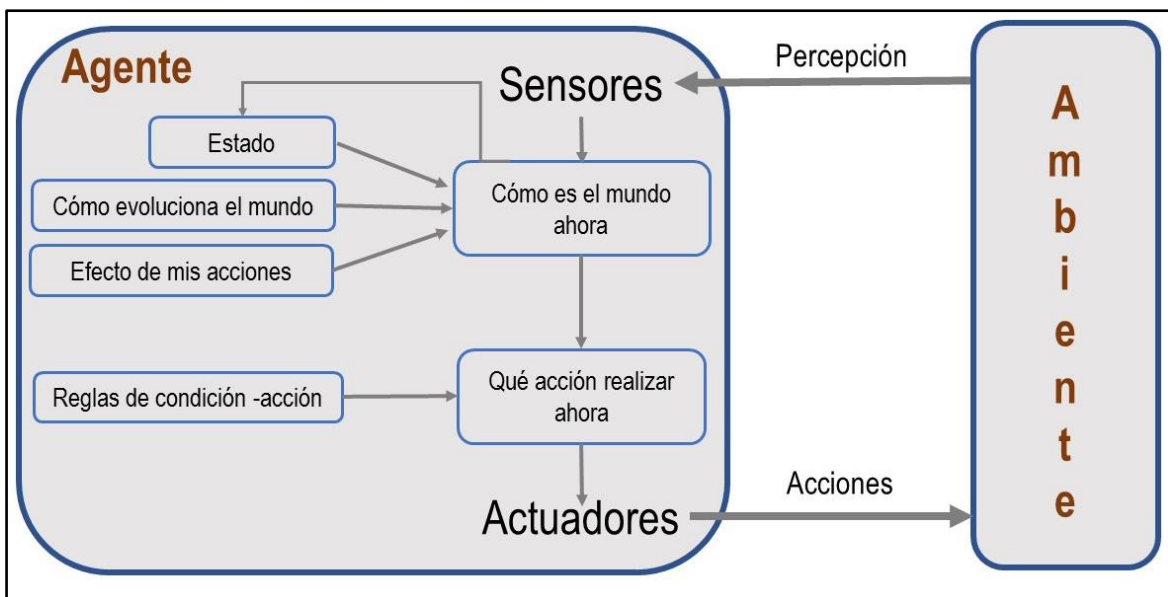 Agente
Percepción
Sensores
Estado
Cómo es el mundo
ahora
Cómo evoluciona el mundo
Efecto de mis acciones
Qué acción realizar
ahora
Reglas de condición -acción
Acciones
Actuadores
A
m
b
i
e
n
t
e